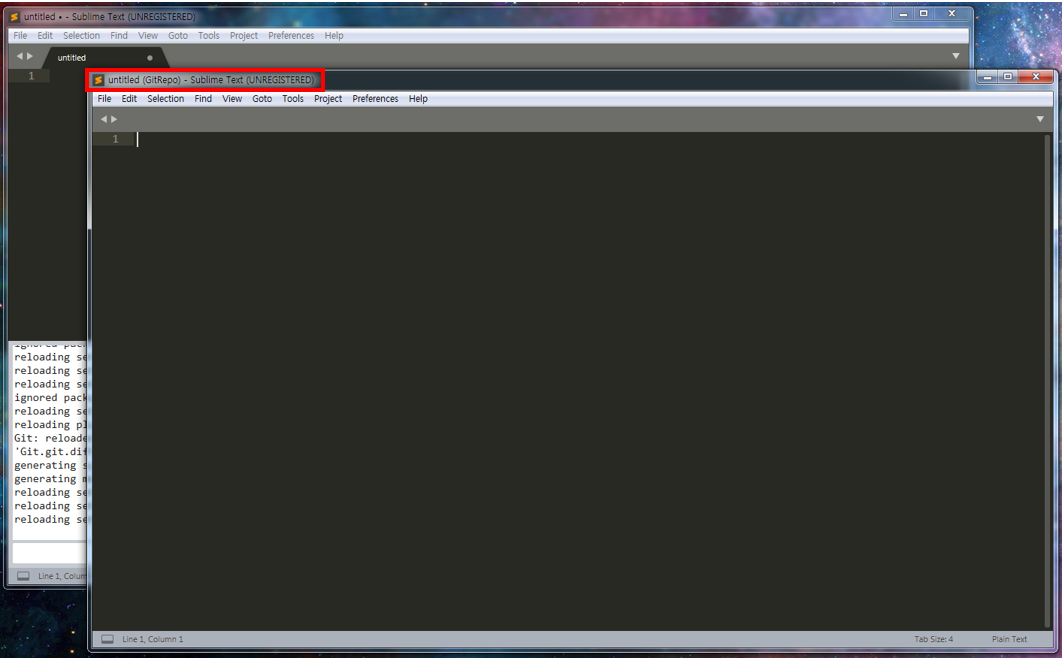 untitled • - Sublime Text (UNREGISTERED)
File Edit Selection Find View Goto Tools Project Preferences Help
untitled
1
untitled (GitRepo) - Sublime Text (UNREGISTERED)
File Edit Selection Find View Goto Tools Project Preferences Help
1
reloading se
reloading se
reloading se
ignored pack
reloading se
reloading pl
Git: reloade
'Git.git.dif
generating s
generating m
reloading se
reloading se
reloading se
Line 1, Colum
Line 1, Column 1
Tab Size: 4
Plain Text